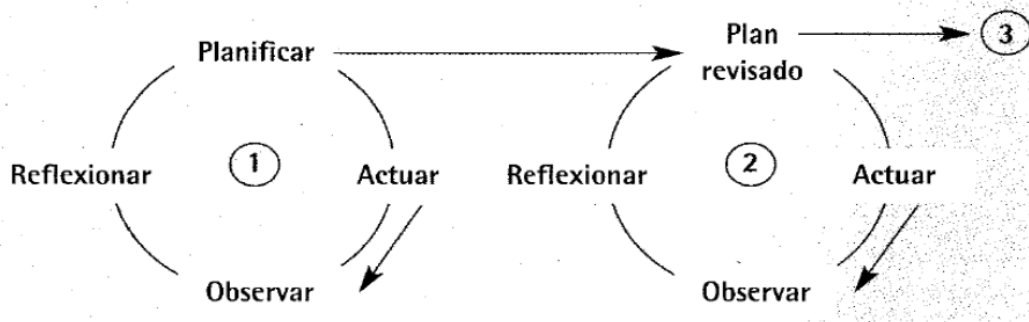 Planificar
Plan
revisado
3
Reflexionar
1
Actuar
Reflexionar
2
Actuar
Observar
Observar